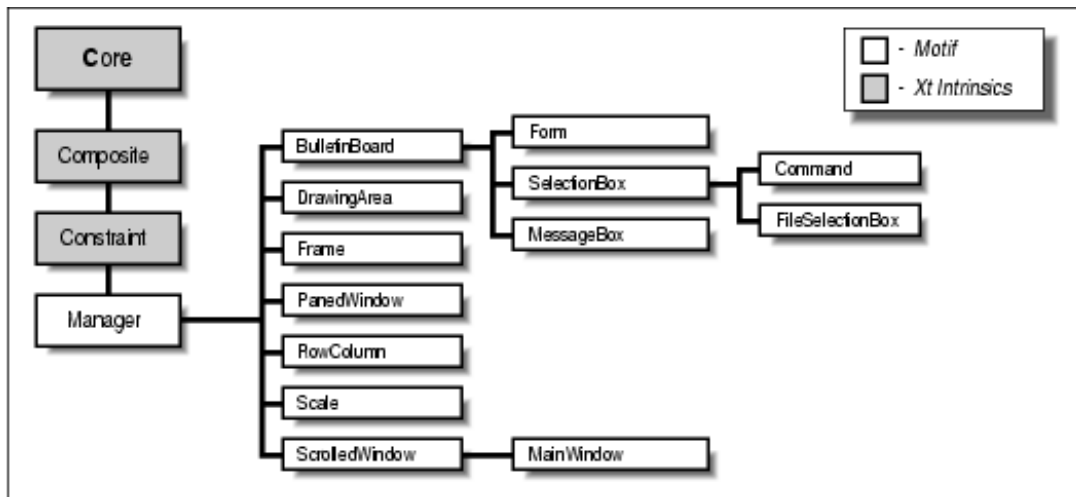 Core
- Motif
- Xt Intrinsics
Composite
BulletinBoard
Form
DrawingArea
SelectionBox
Command
Constraint
Frame
MessageBox
FileSelectionBox
Manager
PanedWindow
RowColumn
Scale
ScrolledWindow
MainWindow